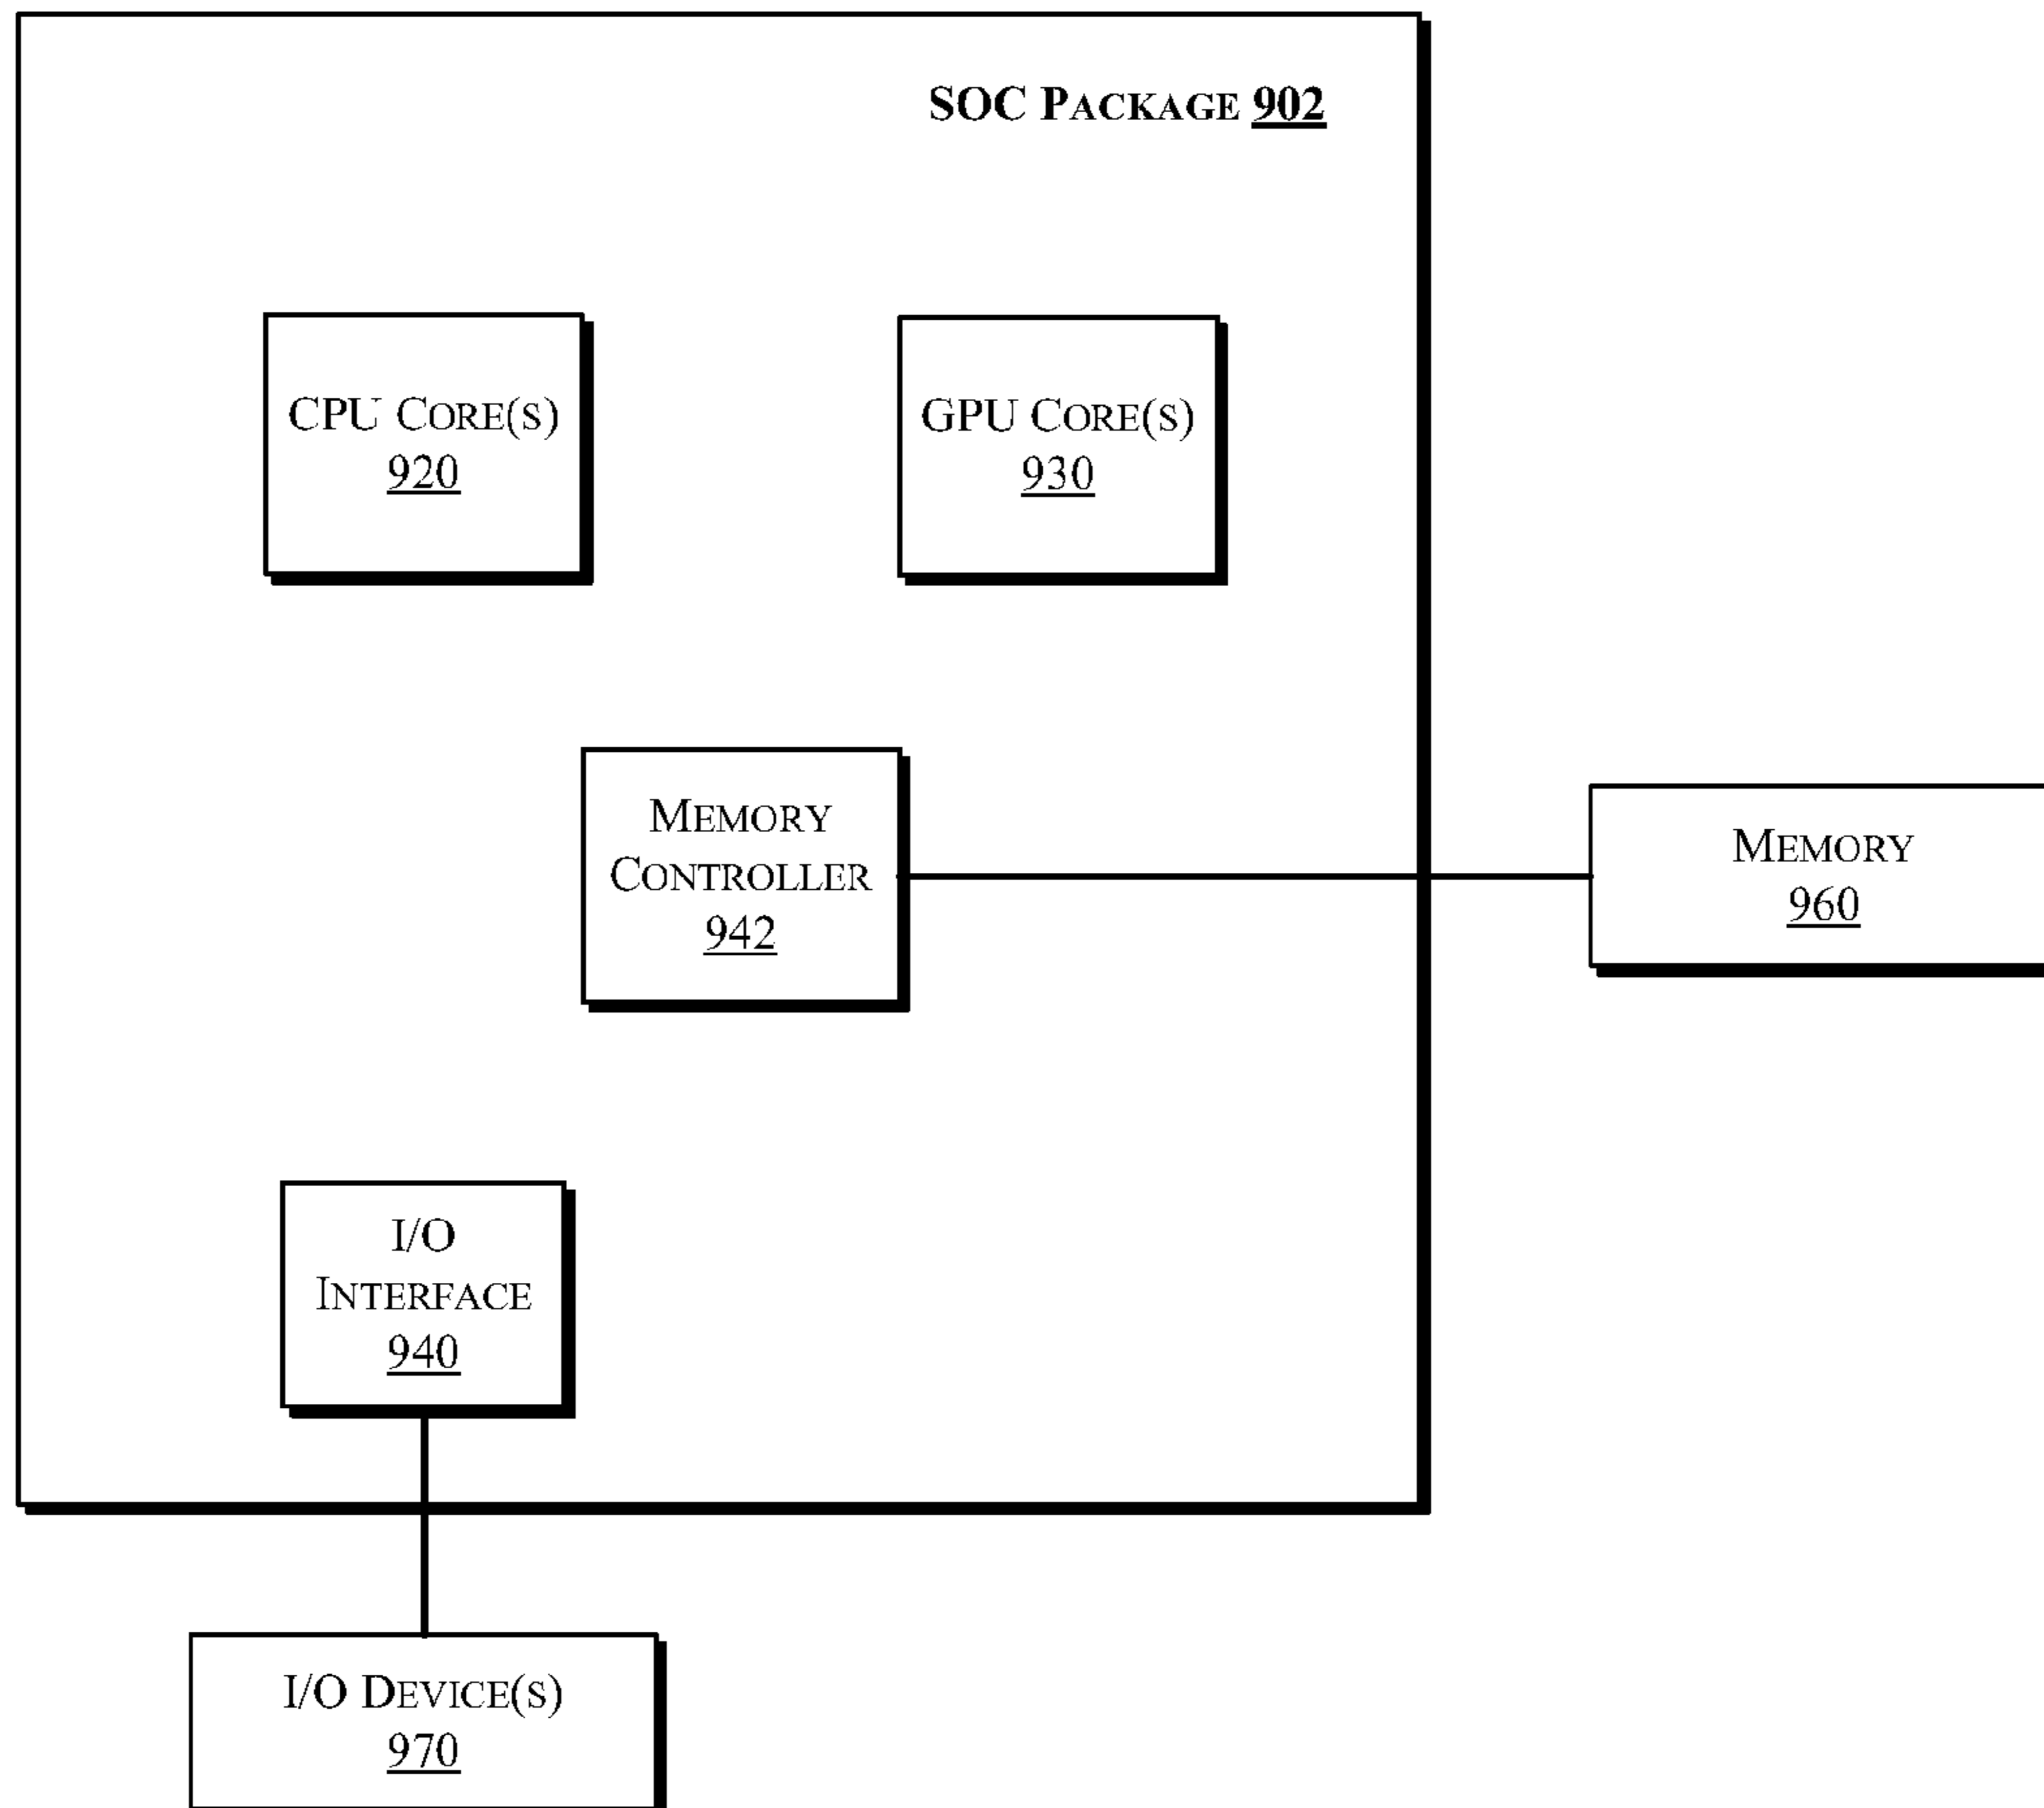 SOC PACKAGE 902
CPU CORE(S)
920
GPU CORE(S)
930
MEMORY
CONTROLLER
942
MEMORY
960
I/O
INTERFACE
940
I/O DEVICE(S)
970